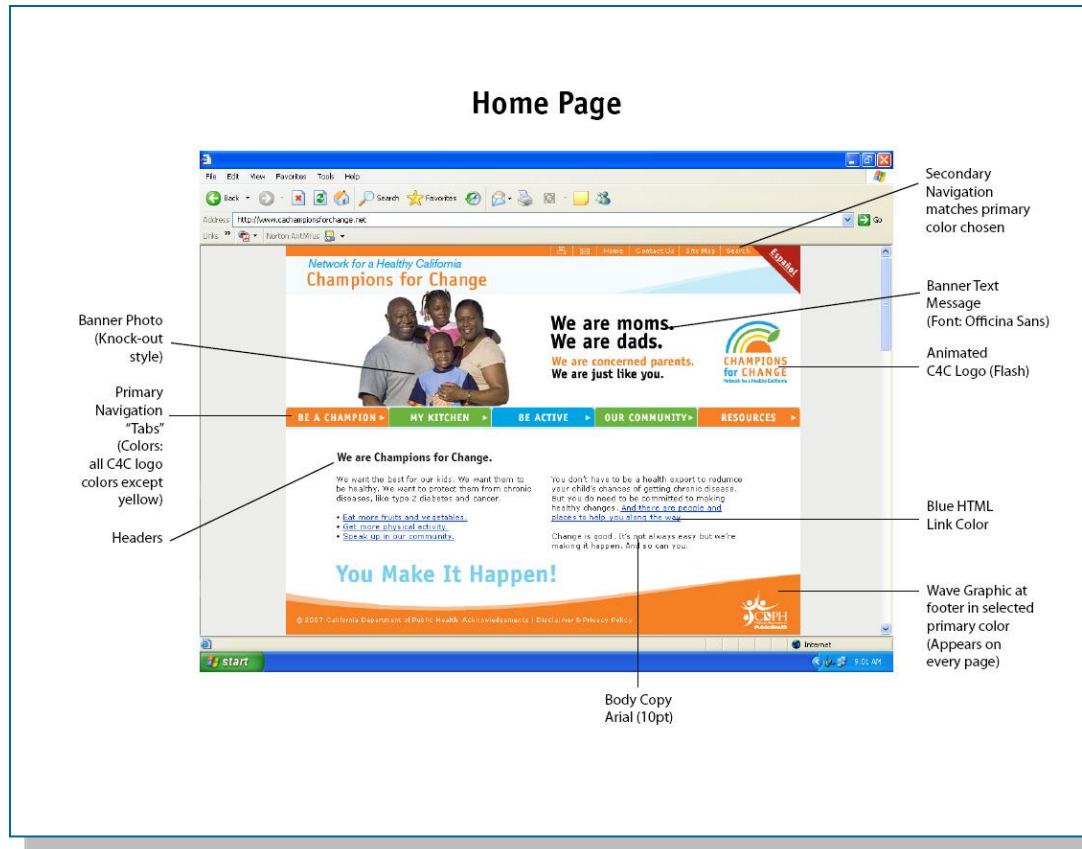 Home Page
File Edit View Favorites Tools Help
Back Search Favorites
Address http://www.cachampionsforchange.net Go
Links Norton AntiVirus
Home Contact Us Site Map Search
Español
Network for a Healthy California
Champions for Change
We are moms.
We are dads.
We are concerned parents.
We are just like you.
CHAMPIONS
for CHANGE
Network for a Healthy California
BE A CHAMPION MY KITCHEN BE ACTIVE OUR COMMUNITY RESOURCES
We are Champions for Change.
We want the best for our kids. We want them to
be healthy. We want to protect them from chronic
diseases, like type 2 diabetes and cancer.
• Eat more fruits and vegetables.
• Get more physical activity.
• Speak up in our community.
You don't have to be a health expert to redumce
your child's chances of getting chronic disease.
But you do need to be committed to making
healthy changes. And there are people and
places to help you along the way.
Change is good. It's not always easy but we're
making it happen. And so can you.
You Make It Happen!
© 2007 California Department of Public Health Acknowledgements | Disclaimer & Privacy Policy
CDPH
PublicHealth
Internet
start
9:01 AM
Banner Photo
(Knock-out
style)
Primary
Navigation
“Tabs”
(Colors:
all C4C logo
colors except
yellow)
Headers
Secondary
Navigation
matches primary
color chosen
Banner Text
Message
(Font: Officina Sans)
Animated
C4C Logo (Flash)
Blue HTML
Link Color
Wave Graphic at
footer in selected
primary color
(Appears on
every page)
Body Copy
Arial (10pt)